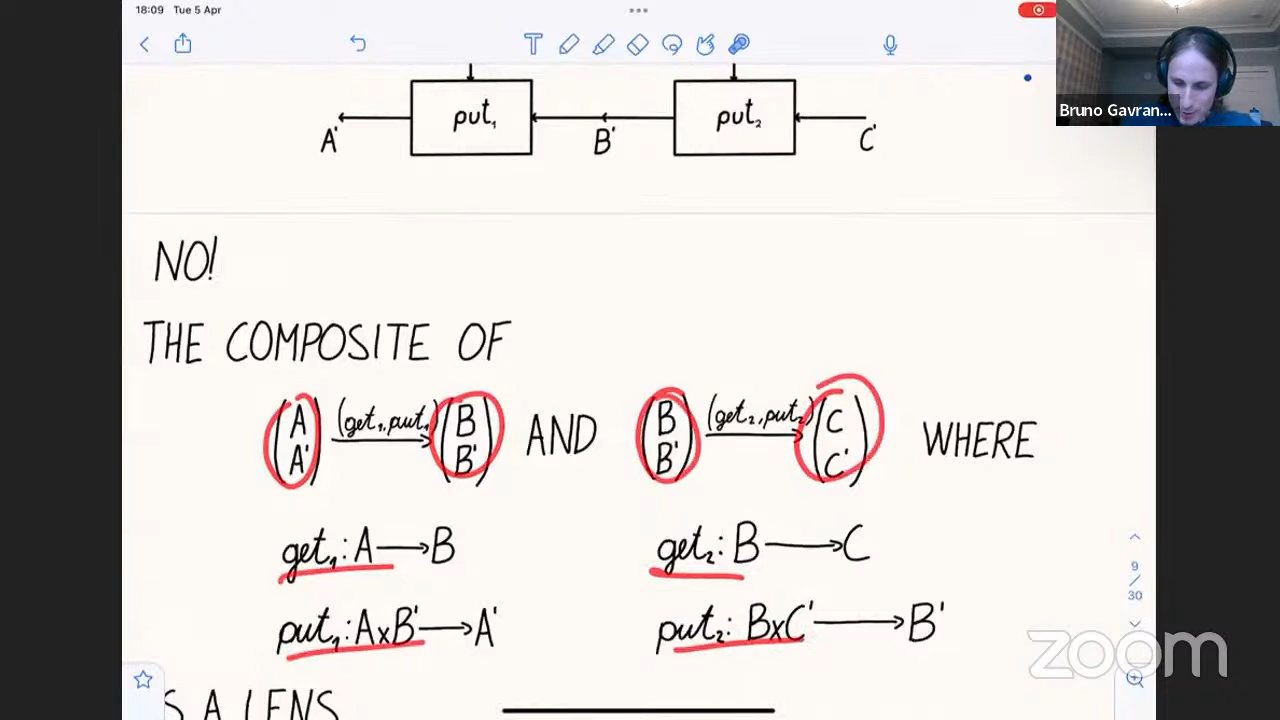 18:09 Tue 5 Apr
Bruno Gavran...
put₁ put₂
A' B' C'
NO!
THE COMPOSITE OF
(A A') (get₁, put₁) (B B') AND (B B') (get₂, put₂) (C C') WHERE
get₁: A → B get₂: B → C
put₁: A×B' → A' put₂: B×C' → B'
S A LENS
9 / 30
zoom